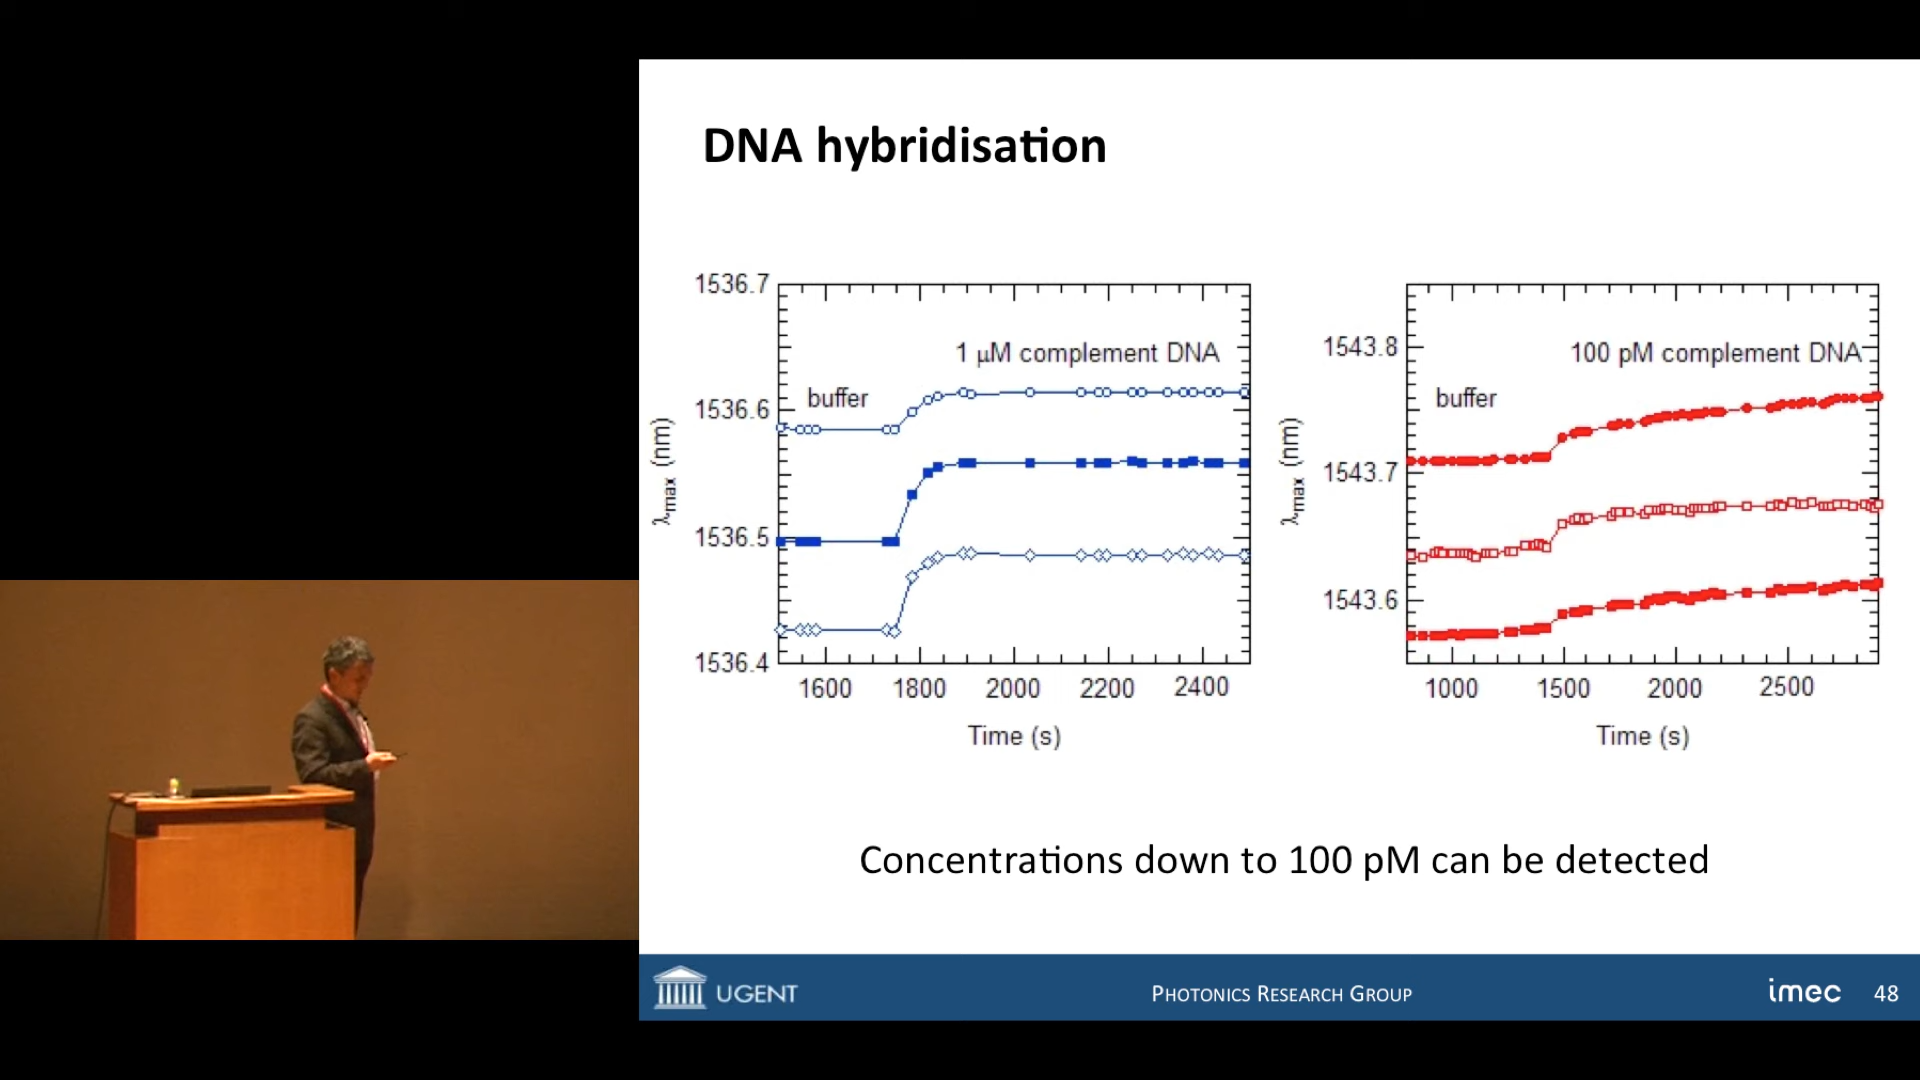 DNA hybridisation
1536.7
1536.6
1536.5
1536.4
λmax (nm)
buffer
1 μM complement DNA
1600 1800 2000 2200 2400
Time (s)
1543.8
1543.7
1543.6
λmax (nm)
buffer
100 pM complement DNA
1000 1500 2000 2500
Time (s)
Concentrations down to 100 pM can be detected
UGENT
PHOTONICS RESEARCH GROUP
imec
48